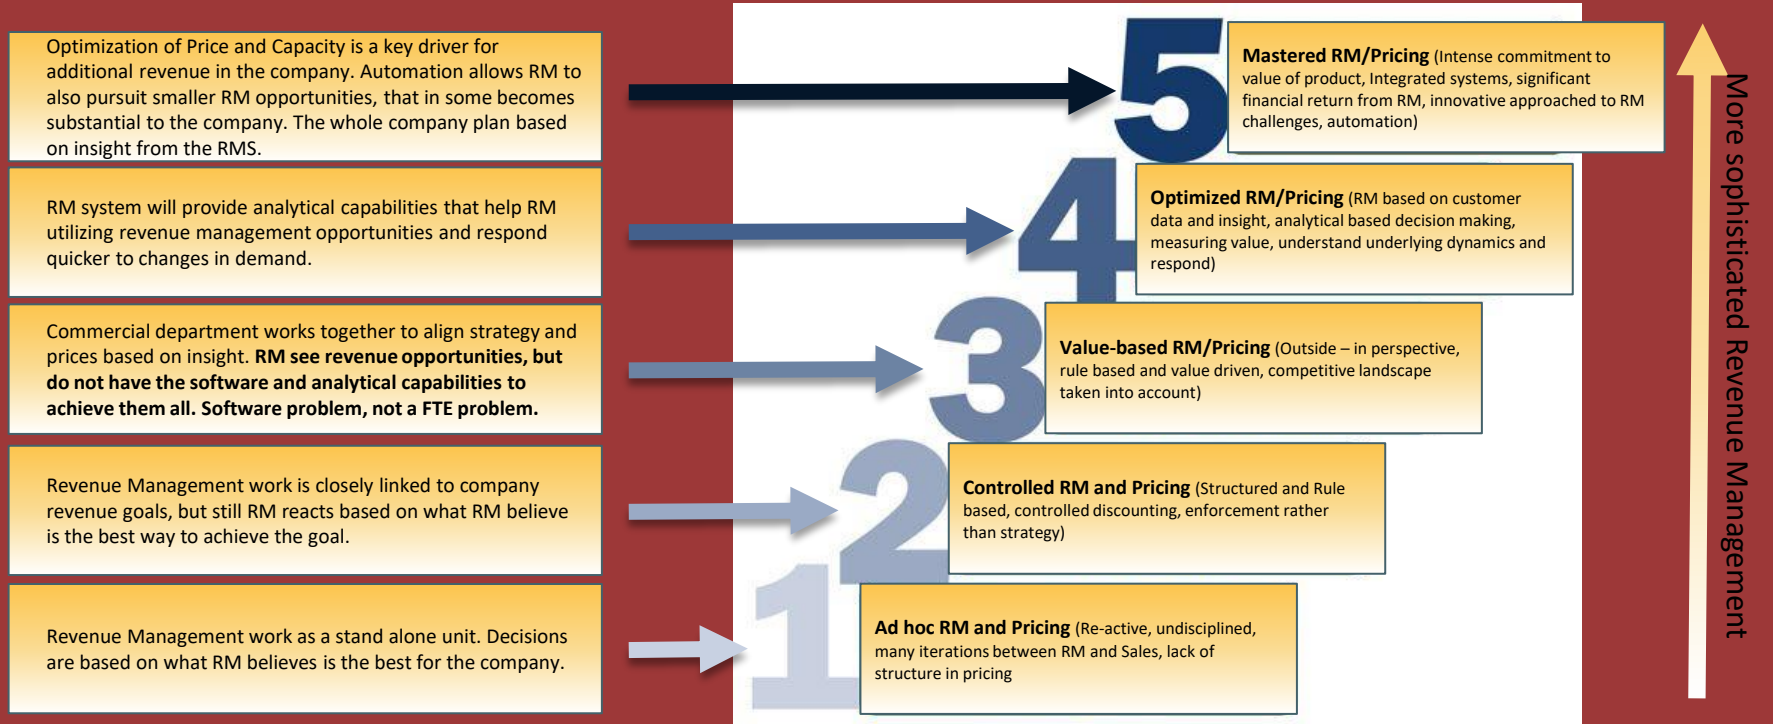 Optimization of Price and Capacity is a key driver for
additional revenue in the company. Automation allows RM to
also pursuit smaller RM opportunities, that in some becomes
substantial to the company. The whole company plan based
on insight from the RMS.
5
Mastered RM/Pricing (Intense commitment to
value of product, Integrated systems, significant
financial return from RM, innovative approached to RM
challenges, automation)
RM system will provide analytical capabilities that help RM
utilizing revenue management opportunities and respond
quicker to changes in demand.
4
Optimized RM/Pricing (RM based on customer
data and insight, analytical based decision making,
measuring value, understand underlying dynamics and
respond)
Commercial department works together to align strategy and
prices based on insight. RM see revenue opportunities, but
do not have the software and analytical capabilities to
achieve them all. Software problem, not a FTE problem.
3
Value-based RM/Pricing (Outside – in perspective,
rule based and value driven, competitive landscape
taken into account)
Revenue Management work is closely linked to company
revenue goals, but still RM reacts based on what RM believe
is the best way to achieve the goal.
2
Controlled RM and Pricing (Structured and Rule
based, controlled discounting, enforcement rather
than strategy)
Revenue Management work as a stand alone unit. Decisions
are based on what RM believes is the best for the company.
1
Ad hoc RM and Pricing (Re-active, undisciplined,
many iterations between RM and Sales, lack of
structure in pricing
More sophisticated Revenue Management